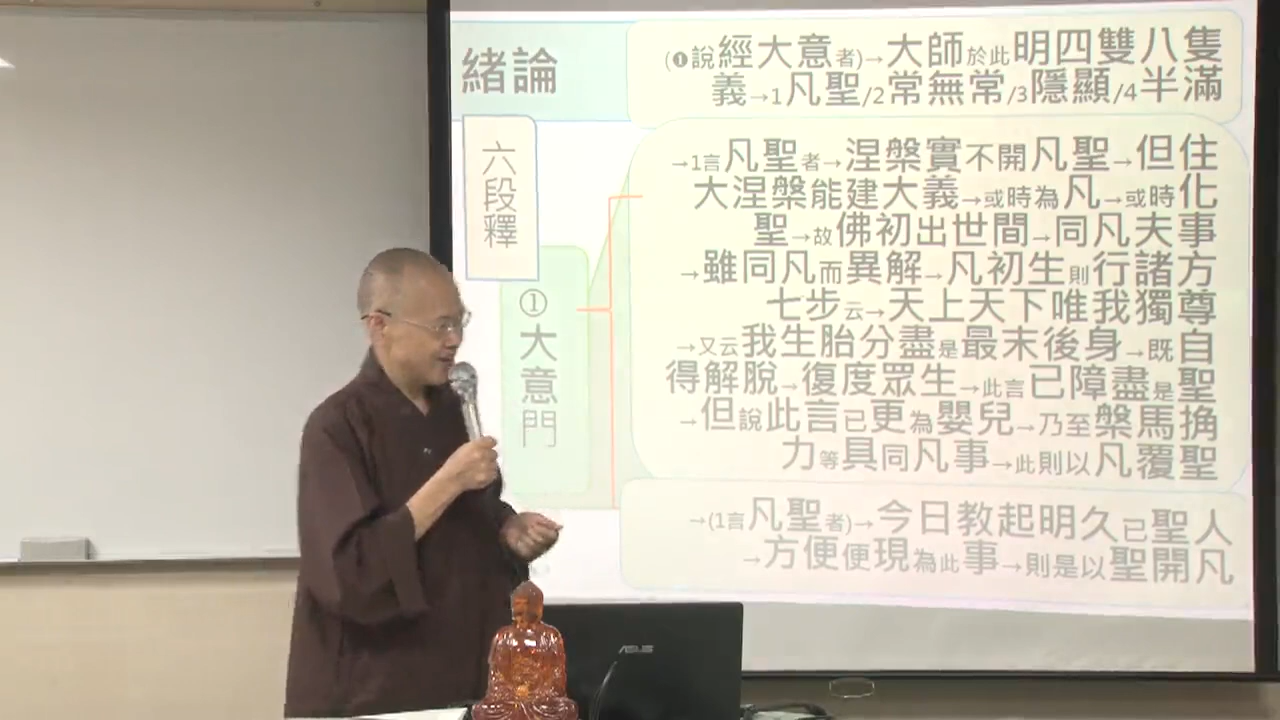 緒論
六段釋
①大意門
(❶說經大意者)→大師於此明四雙八隻
義→1凡聖/2常無常/3隱顯/4半滿
→1言凡聖者→涅槃實不開凡聖→但住
大涅槃能建大義→或時為凡→或時化
聖→故佛初出世間→同凡夫事
→雖同凡而異解→凡初生則行諸方
七步云→天上天下唯我獨尊
→又云我生胎分盡是最末後身→既自
得解脫→復度眾生→此言已障盡是聖
→但說此言已更為嬰兒→乃至槃馬捔
力等具同凡事→此則以凡覆聖
→(1言凡聖者)→今日教起明久已聖人
→方便便現為此事→則是以聖開凡
ASUS